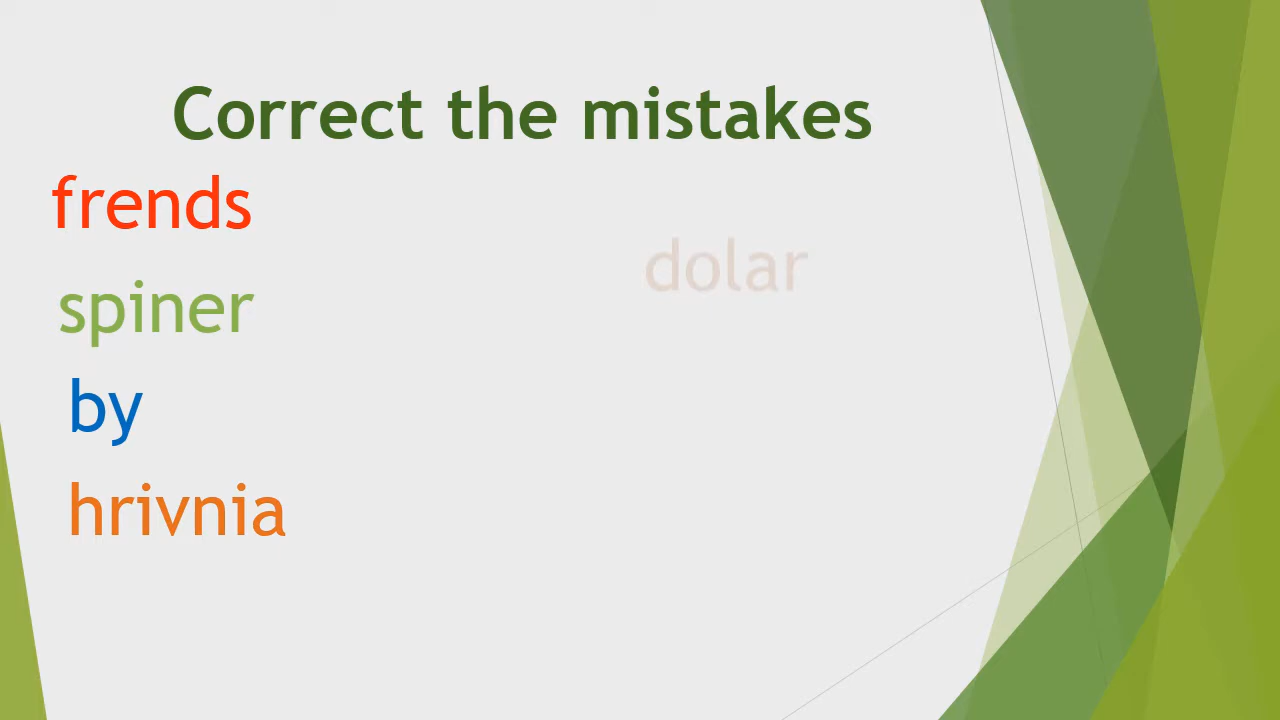 Correct the mistakes
frends
dolar
spiner
by
hrivnia